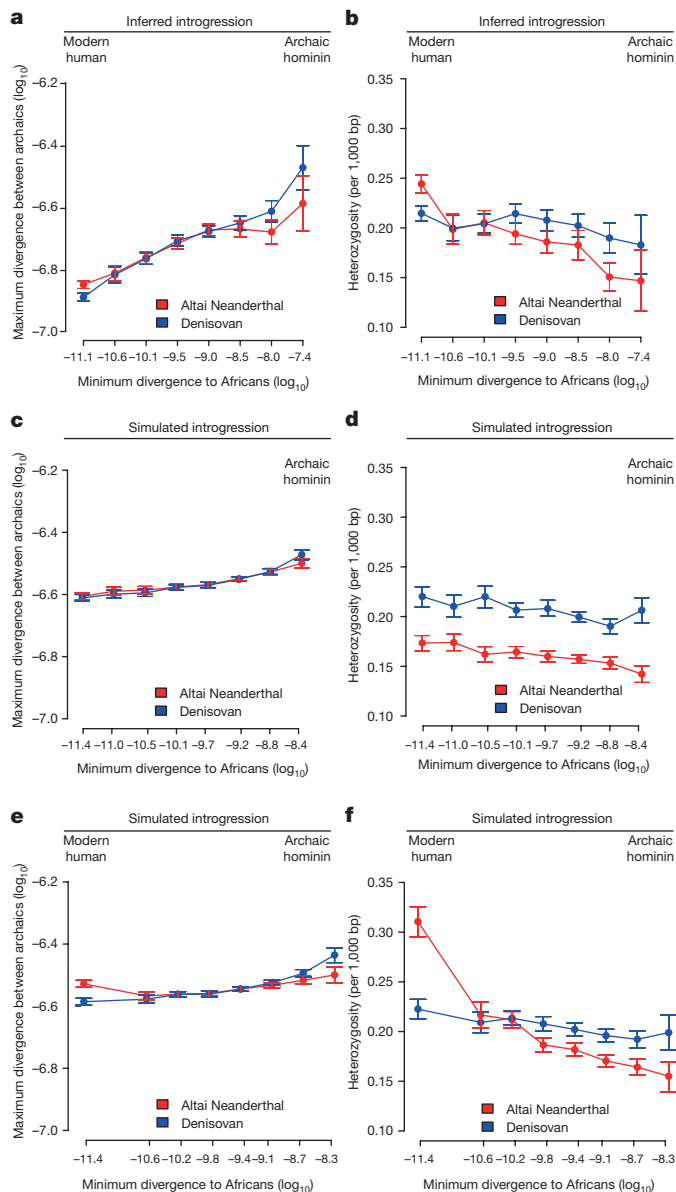 a
Inferred introgression
Modern human
Archaic hominin
Maximum divergence between archaics (log10)
−6.2
−6.4
−6.6
−6.8
−7.0
Altai Neanderthal
Denisovan
−11.1 −10.6 −10.1 −9.5 −9.0 −8.5 −8.0 −7.4
Minimum divergence to Africans (log10)
b
Inferred introgression
Modern human
Archaic hominin
Heterozygosity (per 1,000 bp)
0.35
0.30
0.25
0.20
0.15
0.10
Altai Neanderthal
Denisovan
−11.1 −10.6 −10.1 −9.5 −9.0 −8.5 −8.0 −7.4
Minimum divergence to Africans (log10)
c
Simulated introgression
Archaic hominin
Maximum divergence between archaics (log10)
−6.2
−6.4
−6.6
−6.8
−7.0
Altai Neanderthal
Denisovan
−11.4 −11.0 −10.5 −10.1 −9.7 −9.2 −8.8 −8.4
Minimum divergence to Africans (log10)
d
Simulated introgression
Archaic hominin
Heterozygosity (per 1,000 bp)
0.35
0.30
0.25
0.20
0.15
0.10
Altai Neanderthal
Denisovan
−11.4 −11.0 −10.5 −10.1 −9.7 −9.2 −8.8 −8.4
Minimum divergence to Africans (log10)
e
Simulated introgression
Modern human
Archaic hominin
Maximum divergence between archaics (log10)
−6.2
−6.4
−6.6
−6.8
−7.0
Altai Neanderthal
Denisovan
−11.4 −10.6 −10.2 −9.8 −9.4 −9.1 −8.7 −8.3
Minimum divergence to Africans (log10)
f
Simulated introgression
Modern human
Archaic hominin
Heterozygosity (per 1,000 bp)
0.35
0.30
0.25
0.20
0.15
0.10
Altai Neanderthal
Denisovan
−11.4 −10.6 −10.2 −9.8 −9.4 −9.1 −8.7 −8.3
Minimum divergence to Africans (log10)